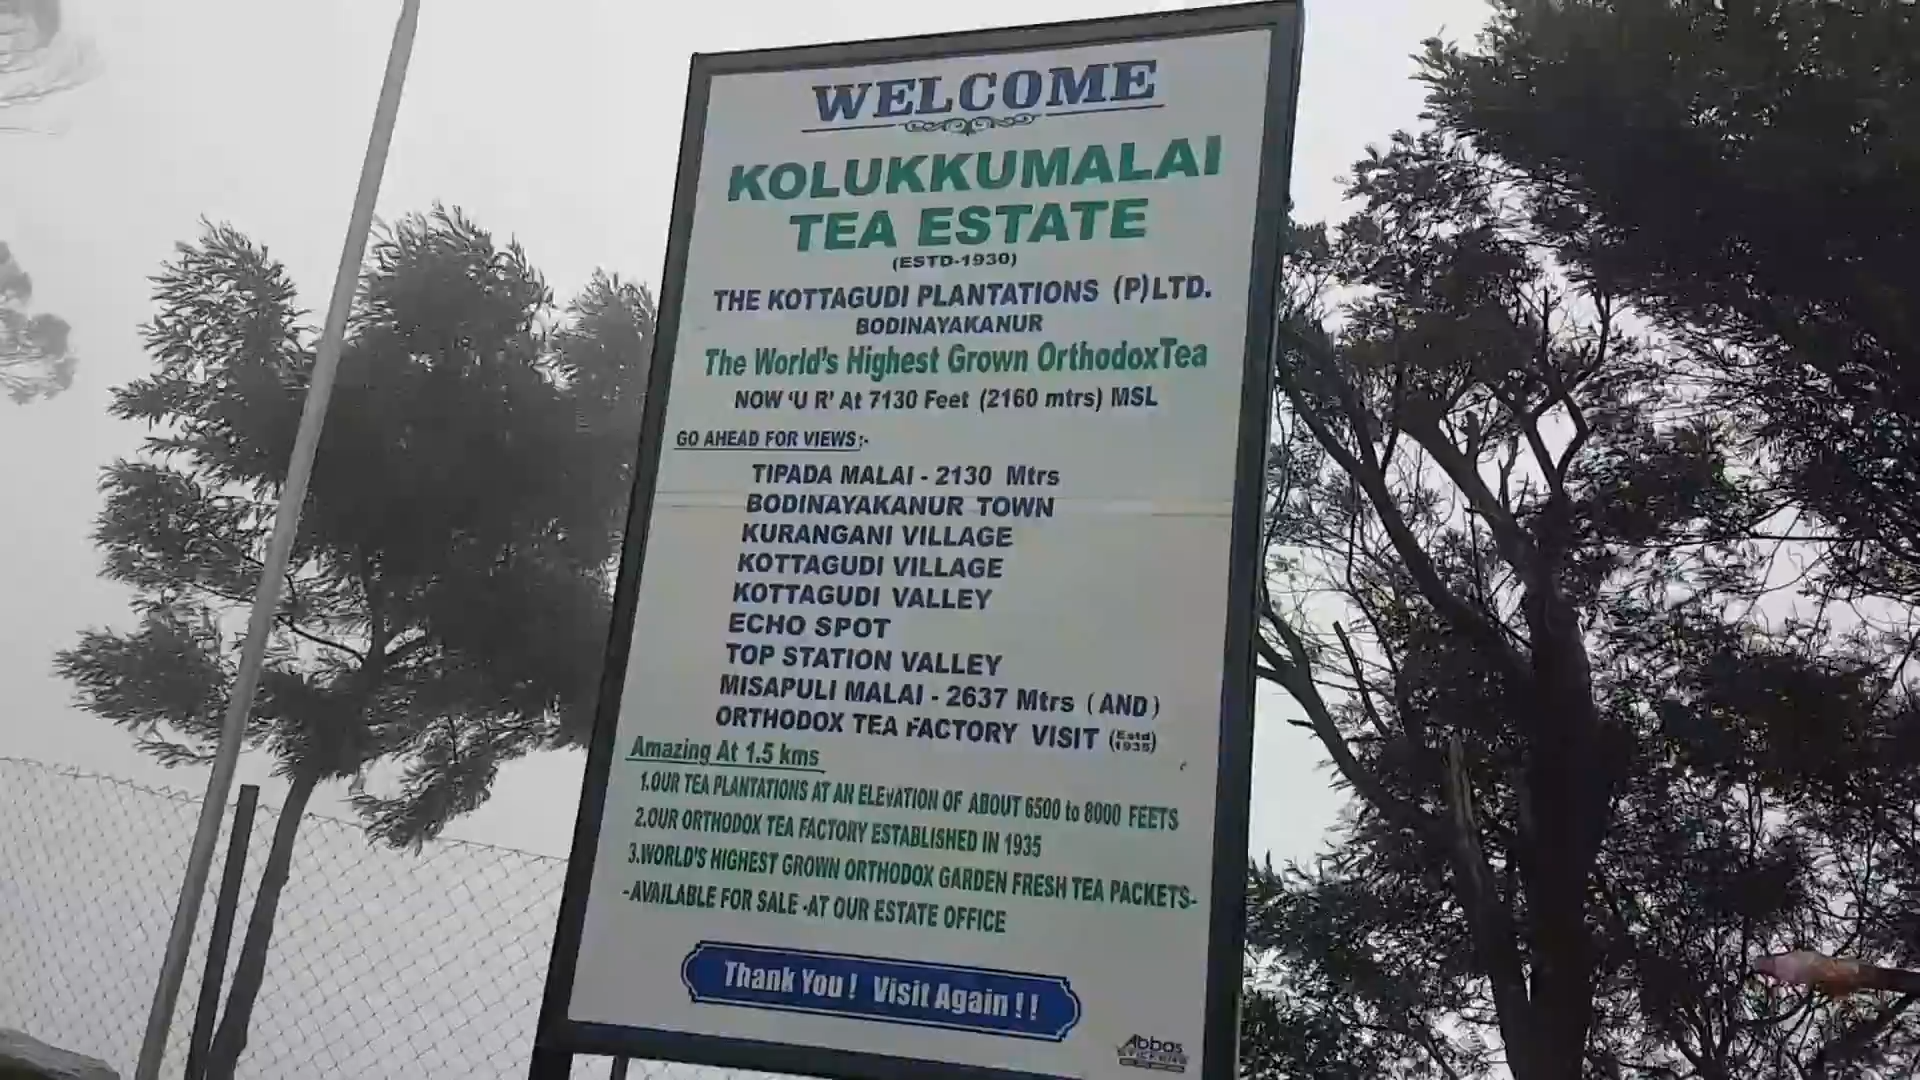 WELCOME
KOLUKKUMALAI
TEA ESTATE
(ESTD-1930)
THE KOTTAGUDI PLANTATIONS (P)LTD.
BODINAYAKANUR
The World's Highest Grown OrthodoxTea
NOW 'U R' At 7130 Feet (2160 mtrs) MSL
GO AHEAD FOR VIEWS:-
TIPADA MALAI - 2130 Mtrs
BODINAYAKANUR TOWN
KURANGANI VILLAGE
KOTTAGUDI VILLAGE
KOTTAGUDI VALLEY
ECHO SPOT
TOP STATION VALLEY
MISAPULI MALAI - 2637 Mtrs (AND)
ORTHODOX TEA FACTORY VISIT (Estd 1935)
Amazing At 1.5 kms
1.OUR TEA PLANTATIONS AT AN ELEVATION OF ABOUT 6500 to 8000 FEETS
2.OUR ORTHODOX TEA FACTORY ESTABLISHED IN 1935
3.WORLD'S HIGHEST GROWN ORTHODOX GARDEN FRESH TEA PACKETS-
-AVAILABLE FOR SALE -AT OUR ESTATE OFFICE
Thank You! Visit Again!!
Abbas